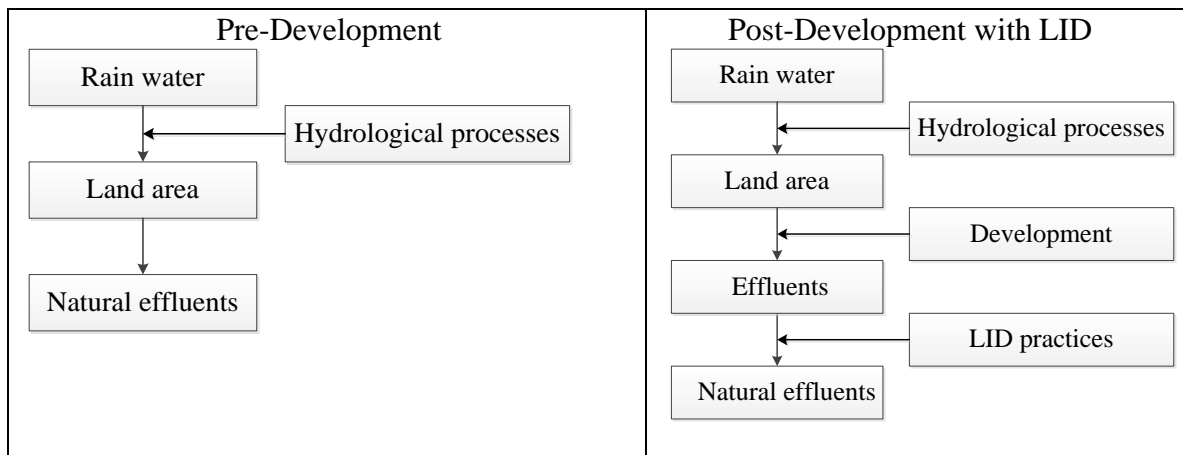 Pre-Development
Rain water
Hydrological processes
Land area
Natural effluents
Post-Development with LID
Rain water
Hydrological processes
Land area
Development
Effluents
LID practices
Natural effluents